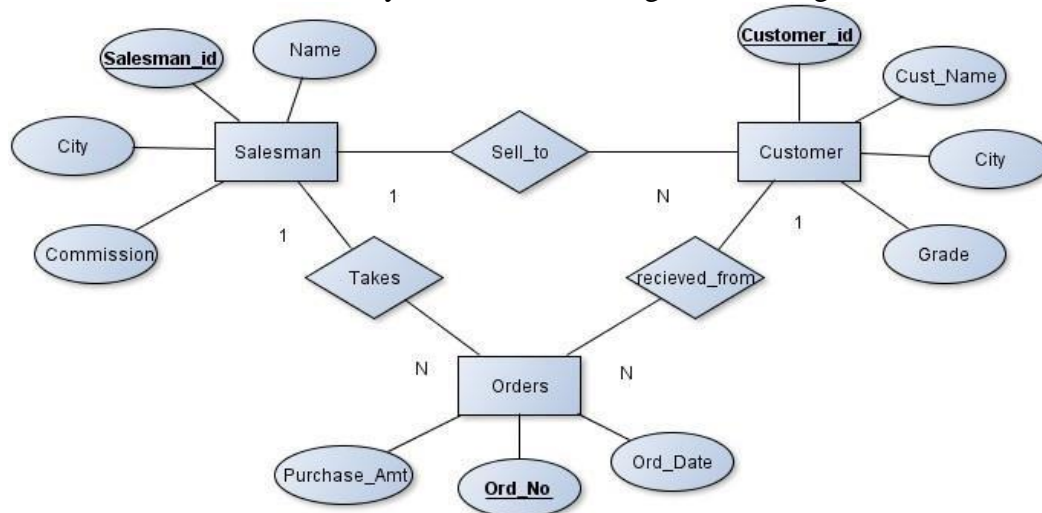 Customer_id
Name
Salesman_id
Cust_Name
City
Salesman
Sell_to
Customer
City
1
N
1
1
Commission
Grade
Takes
recieved_from
N
N
Orders
Purchase_Amt
Ord_Date
Ord_No